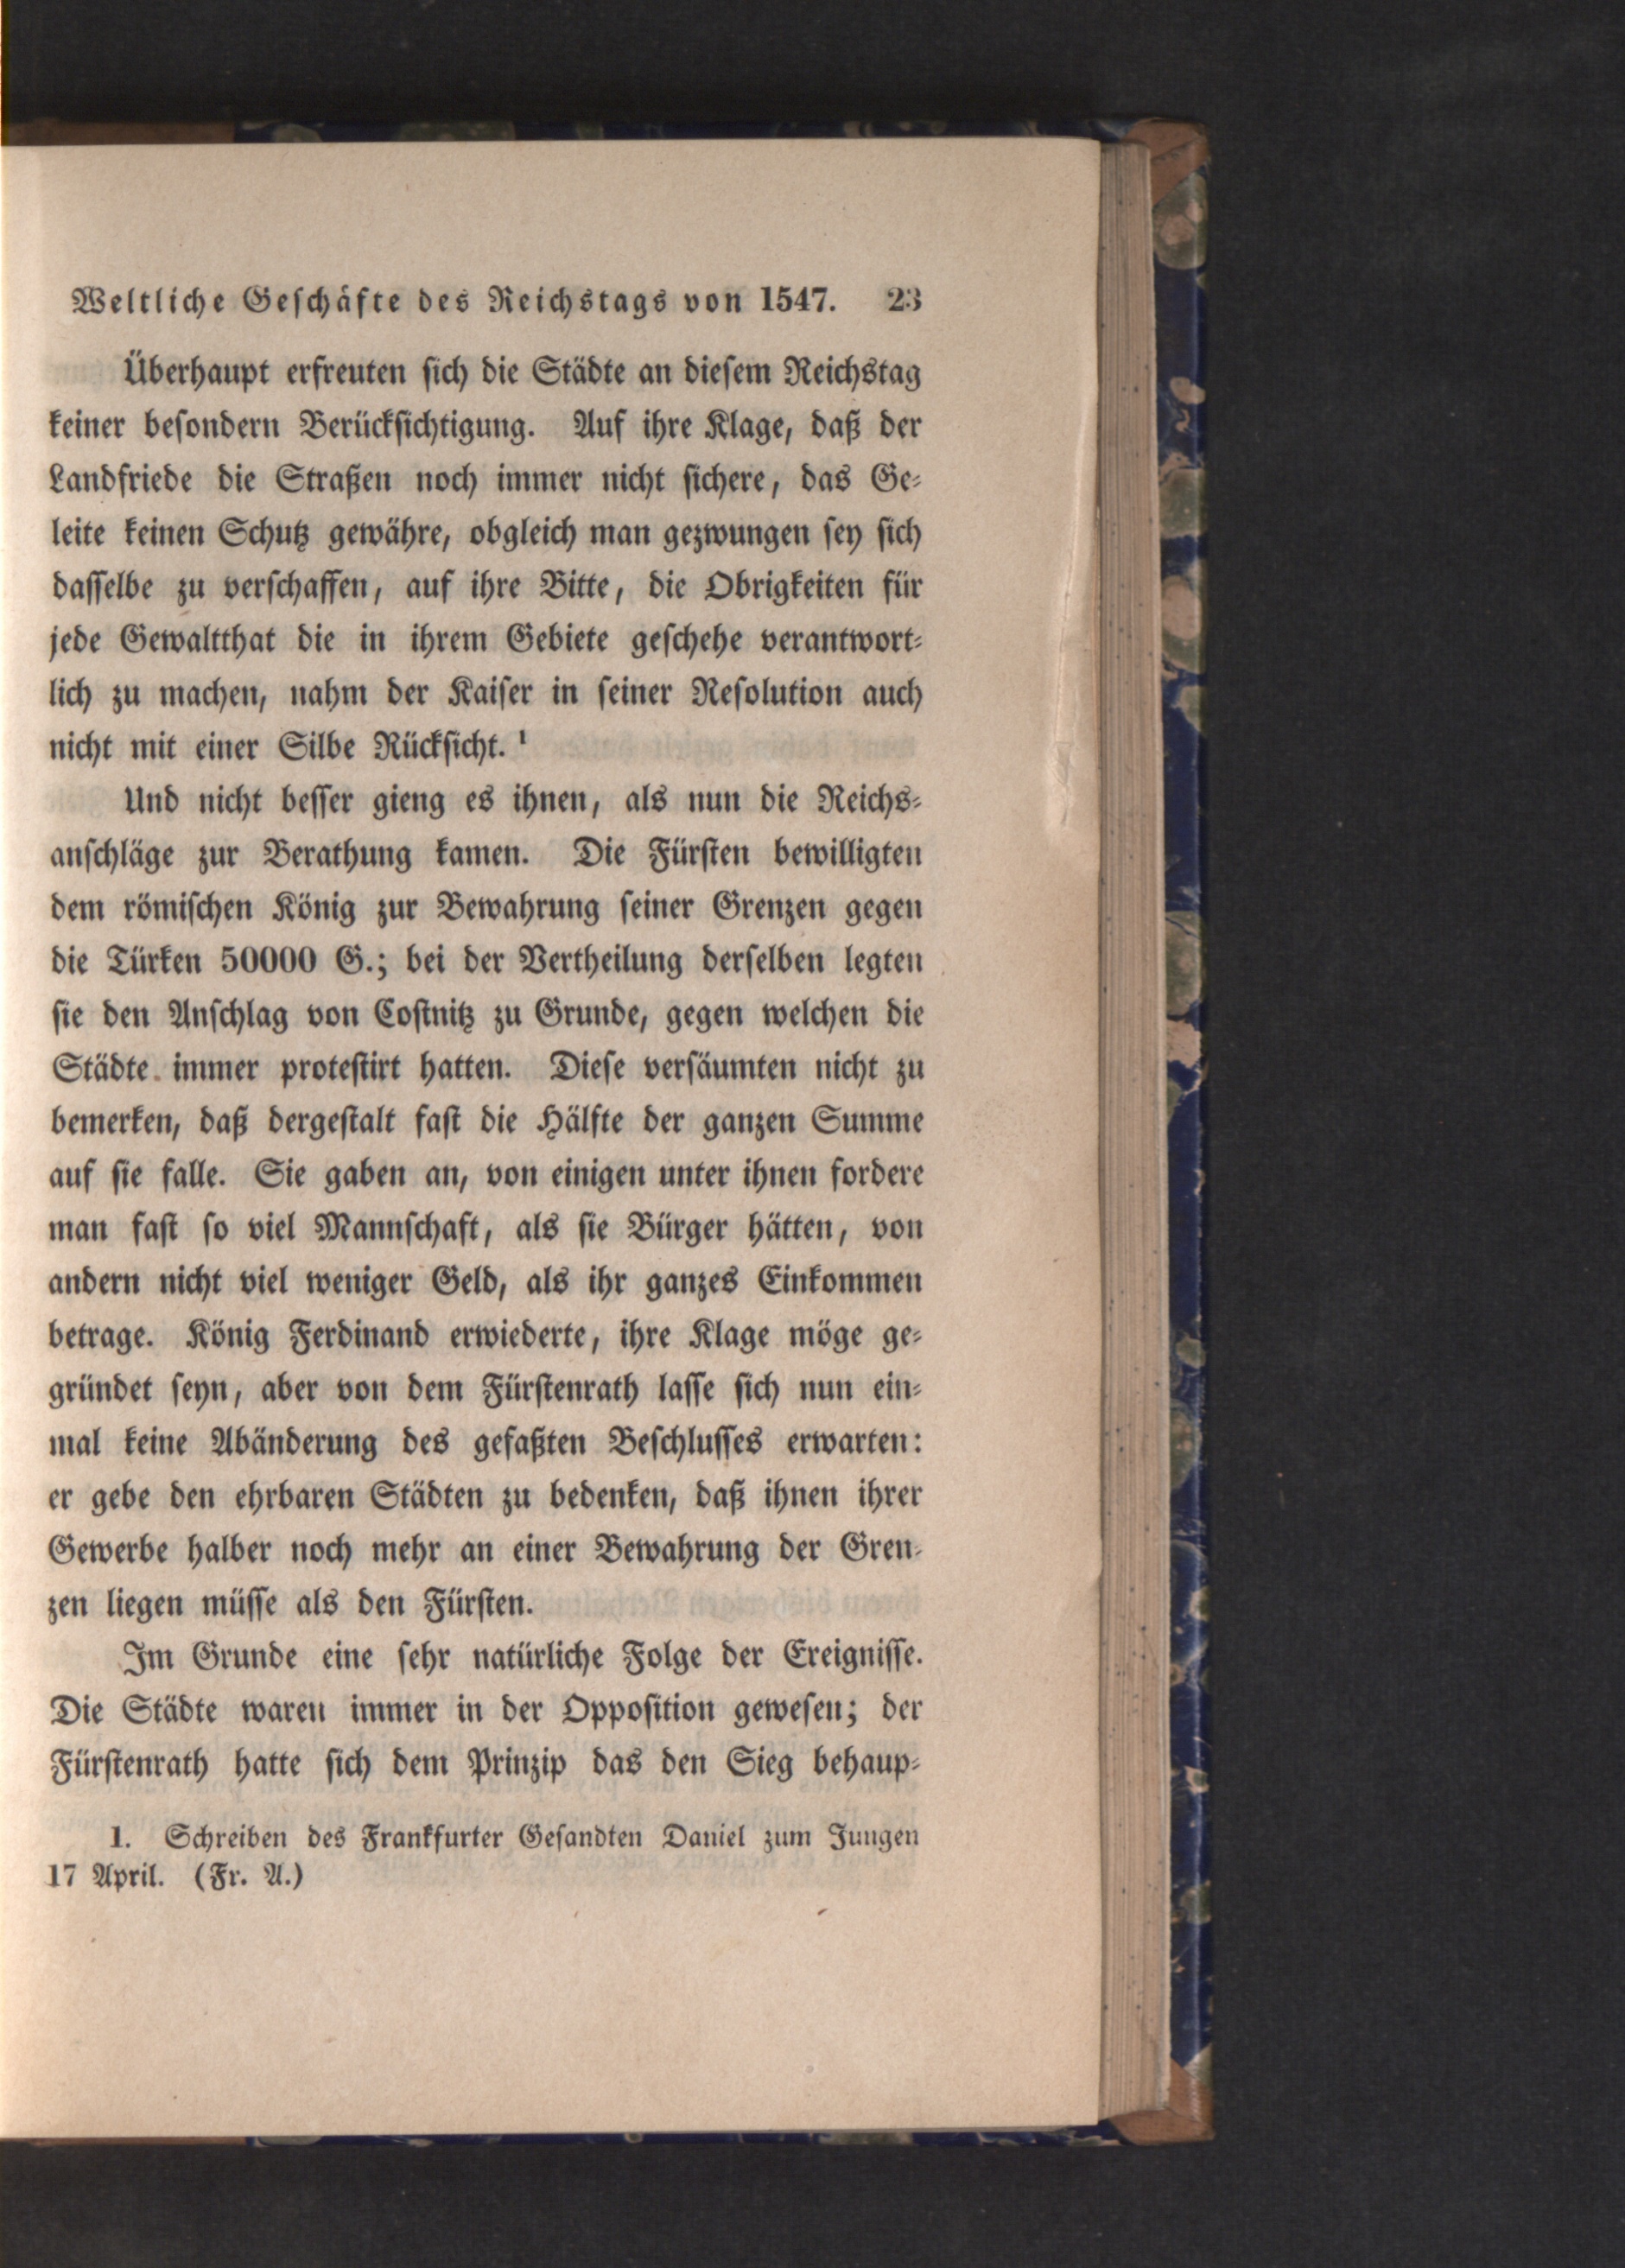 Weltliche Geschäfte des Reichstags von 1547. 23
Überhaupt erfreuten sich die Städte an diesem Reichstag
keiner besondern Berücksichtigung. Auf ihre Klage, daß der
Landfriede die Straßen noch immer nicht sichere, das Ge-
leite keinen Schutz gewähre, obgleich man gezwungen sey sich
dasselbe zu verschaffen, auf ihre Bitte, die Obrigkeiten für
jede Gewaltthat die in ihrem Gebiete geschehe verantwort-
lich zu machen, nahm der Kaiser in seiner Resolution auch
nicht mit einer Silbe Rücksicht. 1
Und nicht besser gieng es ihnen, als nun die Reichs-
anschläge zur Berathung kamen. Die Fürsten bewilligten
dem römischen König zur Bewahrung seiner Grenzen gegen
die Türken 50000 G.; bei der Vertheilung derselben legten
sie den Anschlag von Costnitz zu Grunde, gegen welchen die
Städte immer protestirt hatten. Diese versäumten nicht zu
bemerken, daß dergestalt fast die Hälfte der ganzen Summe
auf sie falle. Sie gaben an, von einigen unter ihnen fordere
man fast so viel Mannschaft, als sie Bürger hätten, von
andern nicht viel weniger Geld, als ihr ganzes Einkommen
betrage. König Ferdinand erwiederte, ihre Klage möge ge-
gründet seyn, aber von dem Fürstenrath lasse sich nun ein-
mal keine Abänderung des gefaßten Beschlusses erwarten:
er gebe den ehrbaren Städten zu bedenken, daß ihnen ihrer
Gewerbe halber noch mehr an einer Bewahrung der Gren-
zen liegen müsse als den Fürsten.
Im Grunde eine sehr natürliche Folge der Ereignisse.
Die Städte waren immer in der Opposition gewesen; der
Fürstenrath hatte sich dem Prinzip das den Sieg behaup-
1. Schreiben des Frankfurter Gesandten Daniel zum Jungen
17 April. (Fr. A.)